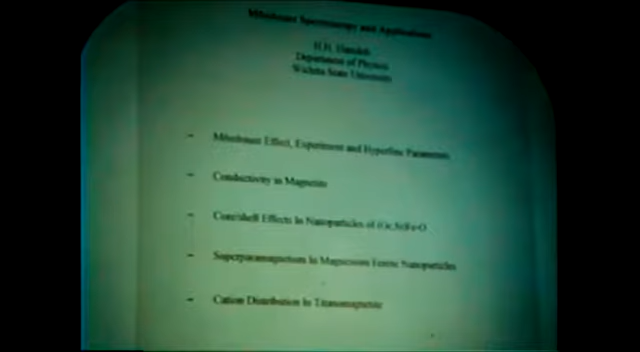 Mössbauer Spectroscopy and Applications
H.H. Hamdeh
Department of Physics
Wichita State University
- Mössbauer Effect, Experiment and Hyperfine Parameters
- Conductivity in Magnetite
- Core/shell Effects In Nanoparticles of
- Superparamagnetism In Magnesium Ferrite Nanoparticles
- Cation Distribution In Titanomagnetite